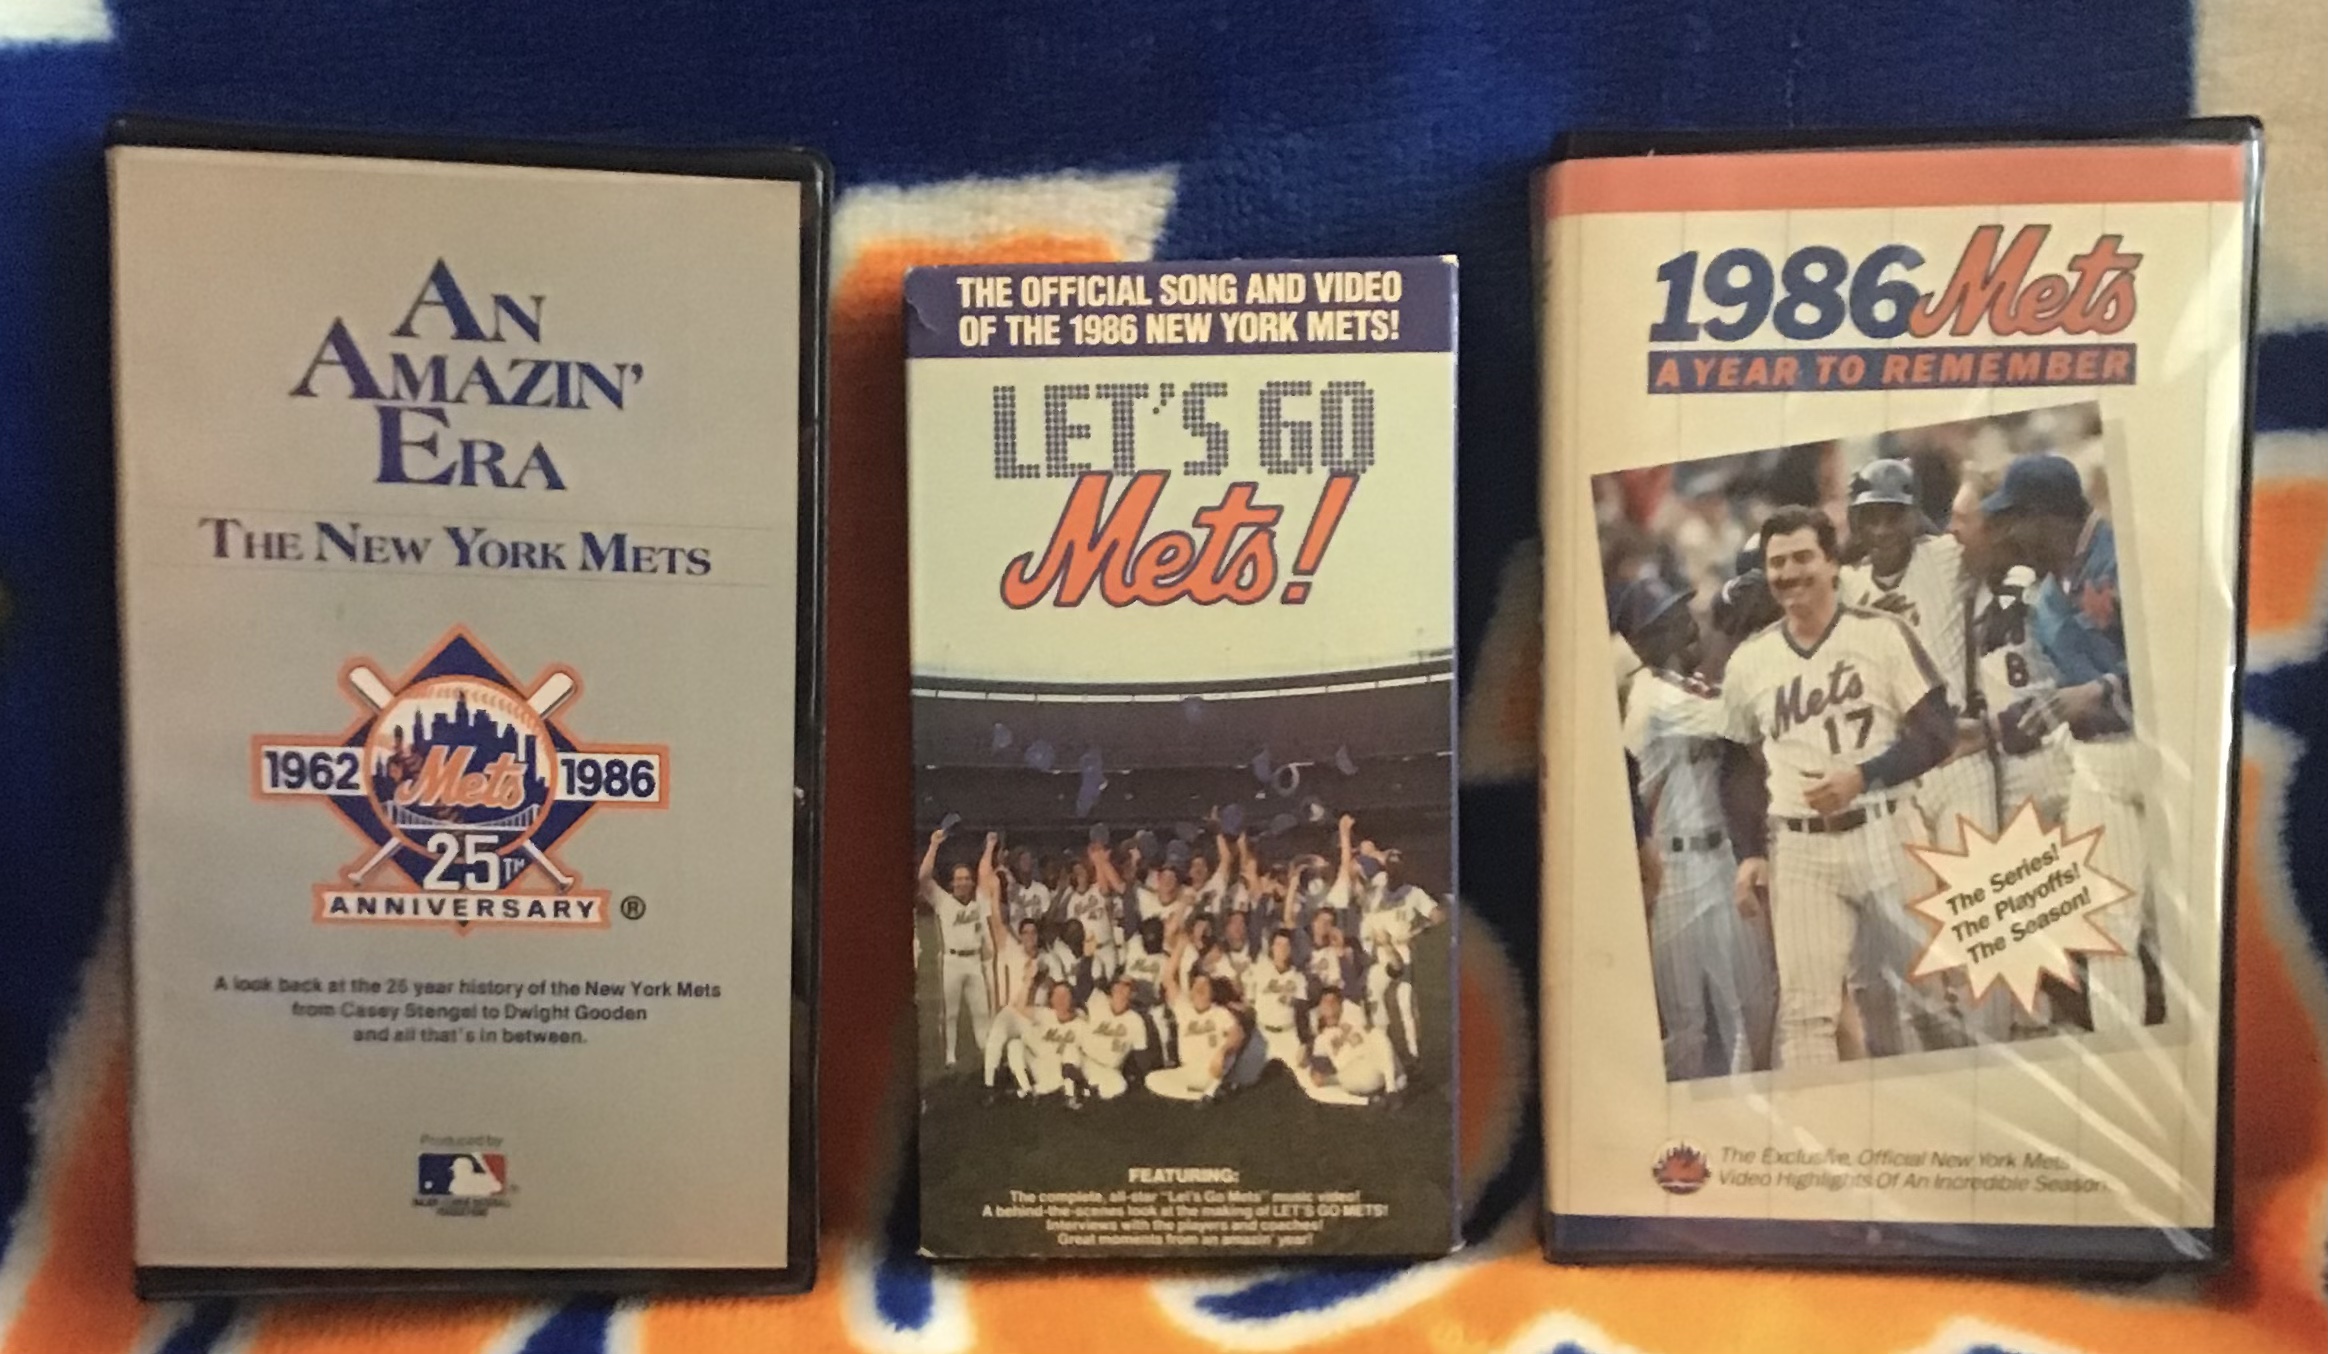 AN
AMAZIN'
ERA
THE NEW YORK METS
1962
Mets
1986
25TH
ANNIVERSARY ®
A look back at the 25 year history of the New York Mets
from Casey Stengel to Dwight Gooden
and all that's in between.
Produced by
THE OFFICIAL SONG AND VIDEO
OF THE 1986 NEW YORK METS!
LET'S GO
Mets!
FEATURING:
The complete, all-star "Let's Go Mets" music video!
A behind-the-scenes look at the making of LET'S GO METS!
Interviews with the players and coaches!
Great moments from an amazin' year!
1986 Mets
A YEAR TO REMEMBER
Mets
17
8
The Series!
The Playoffs!
The Season!
The Exclusive, Official New York Mets
Video Highlights Of An Incredible Season